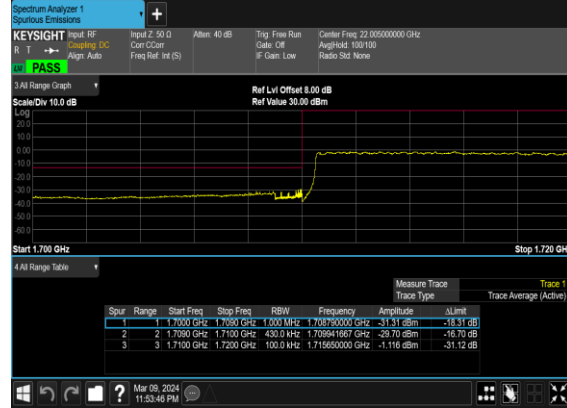 Spectrum Analyzer 1
Spurious Emissions
KEYSIGHT Input: RF Input Z: 50 Ω Atten: 40 dB Trig: Free Run Center Freq: 22.005000000 GHz
R T Coupling: DC Corr CCorr Gate: Off Avg|Hold: 100/100
Align: Auto Freq Ref: Int (S) IF Gain: Low Radio Std: None
PASS
3 All Range Graph
Ref Lvl Offset 8.00 dB
Scale/Div 10.0 dB Ref Value 30.00 dBm
Log
20.0
10.0
0.00
-10.0
-20.0
-30.0
-40.0
-50.0
-60.0
Start 1.700 GHz Stop 1.720 GH
4 All Range Table
Measure Trace Trace 1
Trace Type Trace Average (Active)
Spur Range Start Freq Stop Freq RBW Frequency Amplitude ΔLimit
1 1 1.7000 GHz 1.7090 GHz 1.000 MHz 1.708790000 GHz -31.31 dBm -18.31 dB
2 2 1.7090 GHz 1.7100 GHz 430.0 kHz 1.709941667 GHz -29.70 dBm -16.70 dB
3 3 1.7100 GHz 1.7200 GHz 100.0 kHz 1.715650000 GHz -1.116 dBm -31.12 dB
? Mar 09, 2024
11:53:46 PM